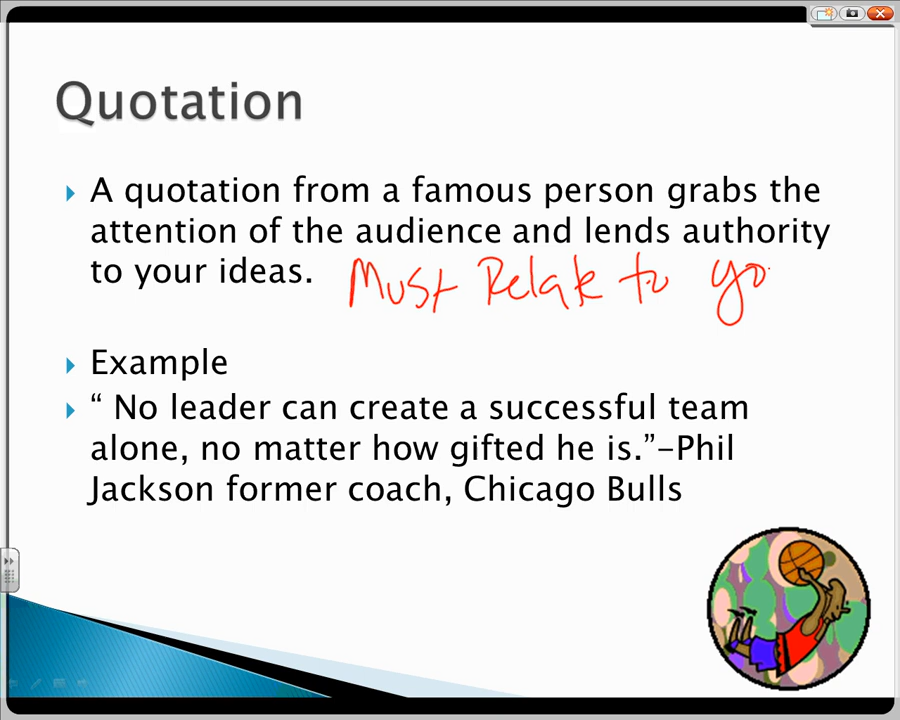 Quotation
A quotation from a famous person grabs the
attention of the audience and lends authority
to your ideas. Must Relate to yo
Example
“ No leader can create a successful team
alone, no matter how gifted he is.”–Phil
Jackson former coach, Chicago Bulls